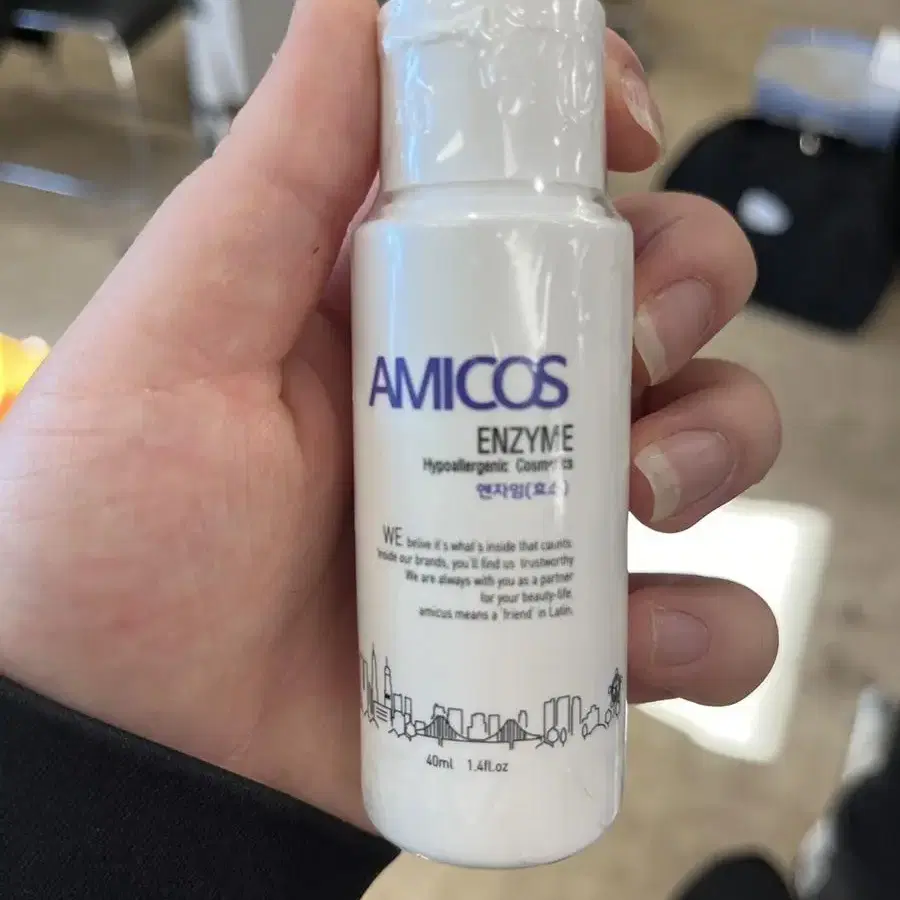 AMICOS
ENZYME
Hypoallergenic Cosmetics
엔자임(효소)
WE belive it's what's inside that counts.
Inside our brands, you'll find us trustworthy
We are always with you as a partner
for your beauty-life.
amicus means a 'friend' in Latin.
40ml 1.4fl.oz